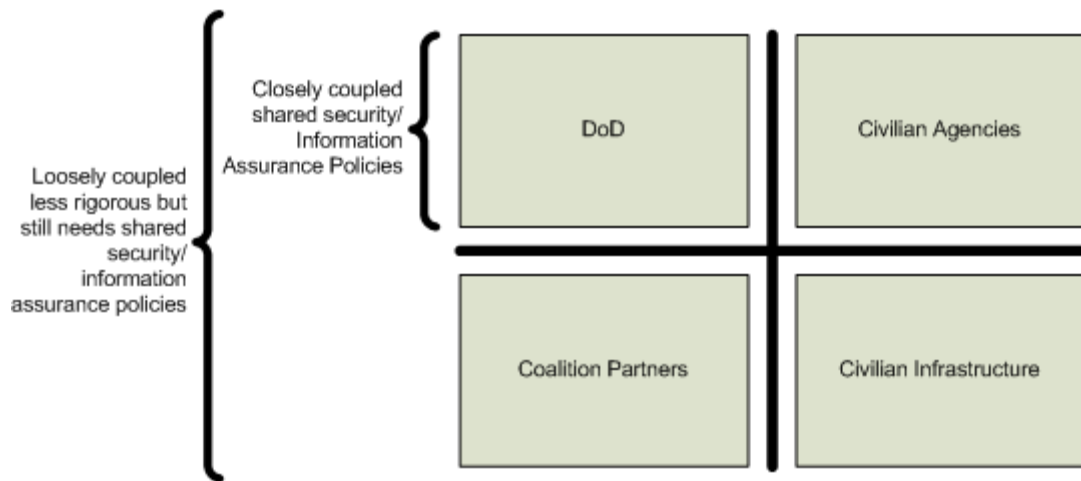 Closely coupled
shared security/
Information
Assurance Policies
DoD
Civilian Agencies
Loosely coupled
less rigorous but
still needs shared
security/
information
assurance policies
Coalition Partners
Civilian Infrastructure